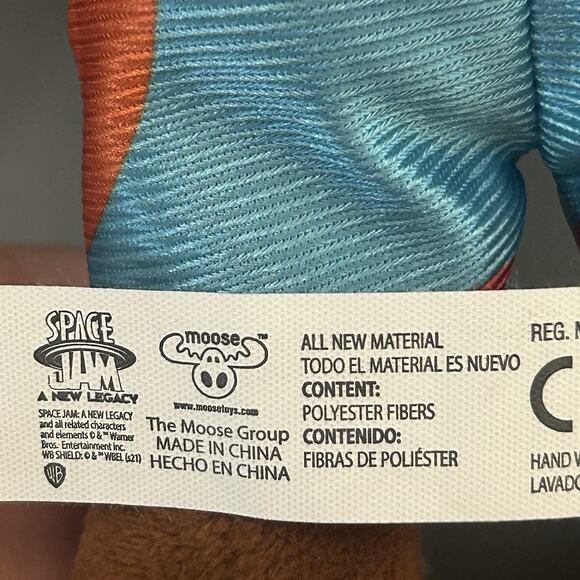 SPACE
JAM
A NEW LEGACY
SPACE JAM: A NEW LEGACY
and all related characters
and elements © & ™ Warner
Bros. Entertainment Inc.
WB SHIELD: © & ™ WBEI. (s21)
WB
moose™
www.moosetoys.com
The Moose Group
MADE IN CHINA
HECHO EN CHINA
ALL NEW MATERIAL
TODO EL MATERIAL ES NUEVO
CONTENT:
POLYESTER FIBERS
CONTENIDO:
FIBRAS DE POLIÉSTER
REG.
HAND